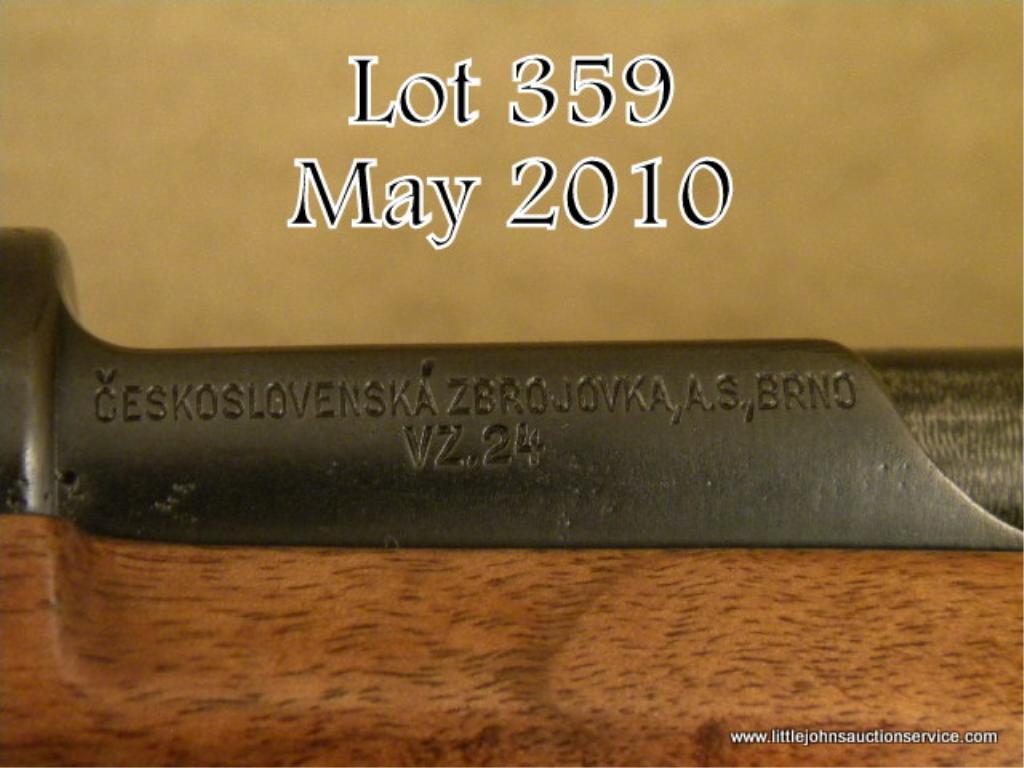 Lot 359
May 2010
ČESKOSLOVENSKÁ ZBROJOVKA, A.S., BRNO
VZ. 24
www.littlejohnsauctionservice.com